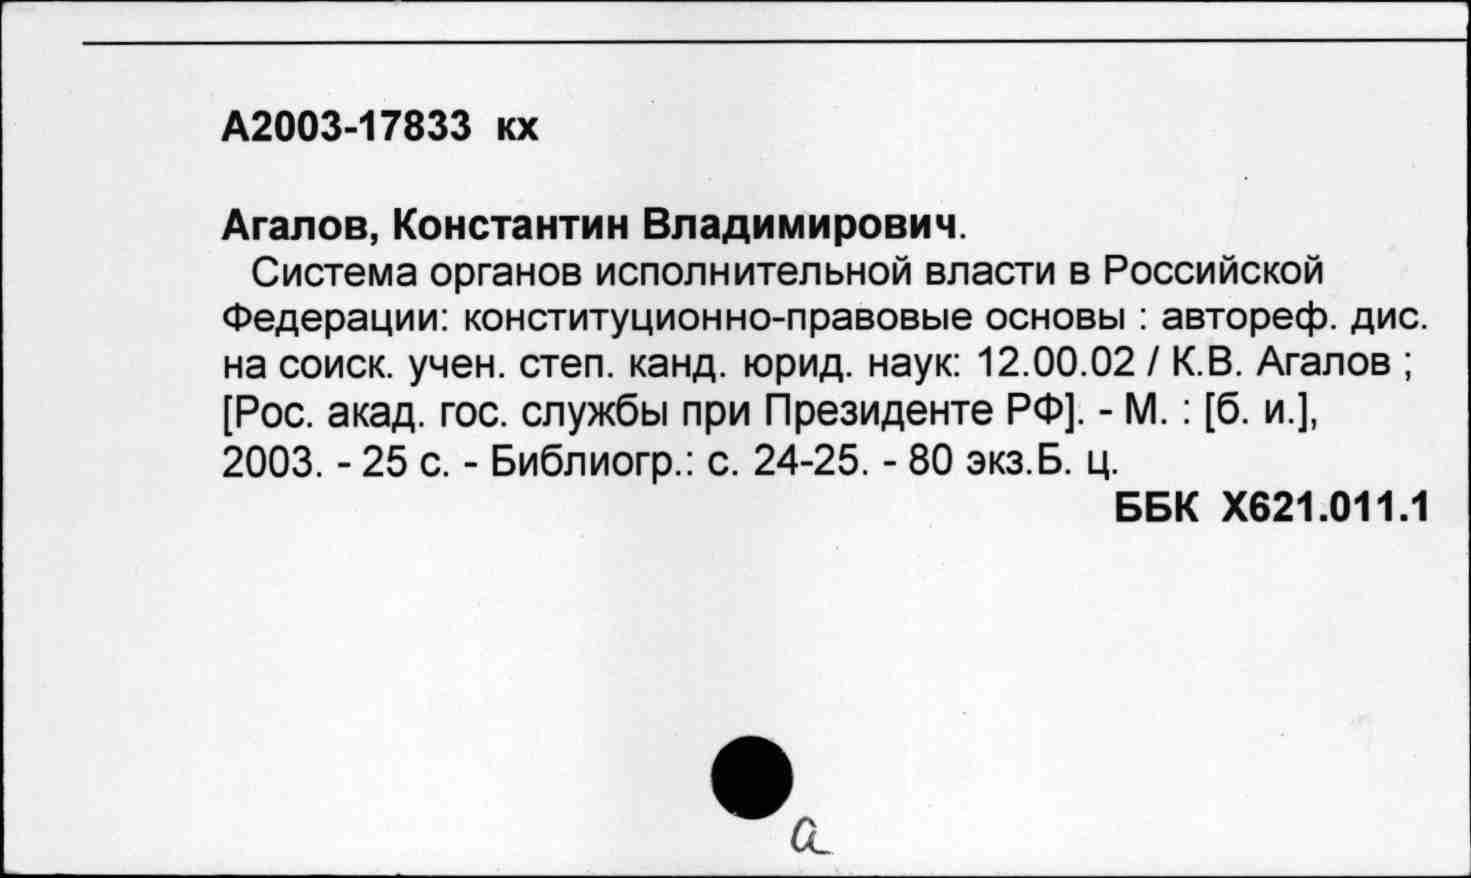 А2003-17833 кх
Агалов, Константин Владимирович.
Система органов исполнительной власти в Российской
Федерации: конституционно-правовые основы : автореф. дис.
на соиск. учен. степ. канд. юрид. наук: 12.00.02 / К.В. Агалов ;
[Рос. акад. гос. службы при Президенте РФ]. - М. : [б. и.],
2003. - 25 с. - Библиогр.: с. 24-25. - 80 экз.Б. ц.
ББК Х621.011.1
а